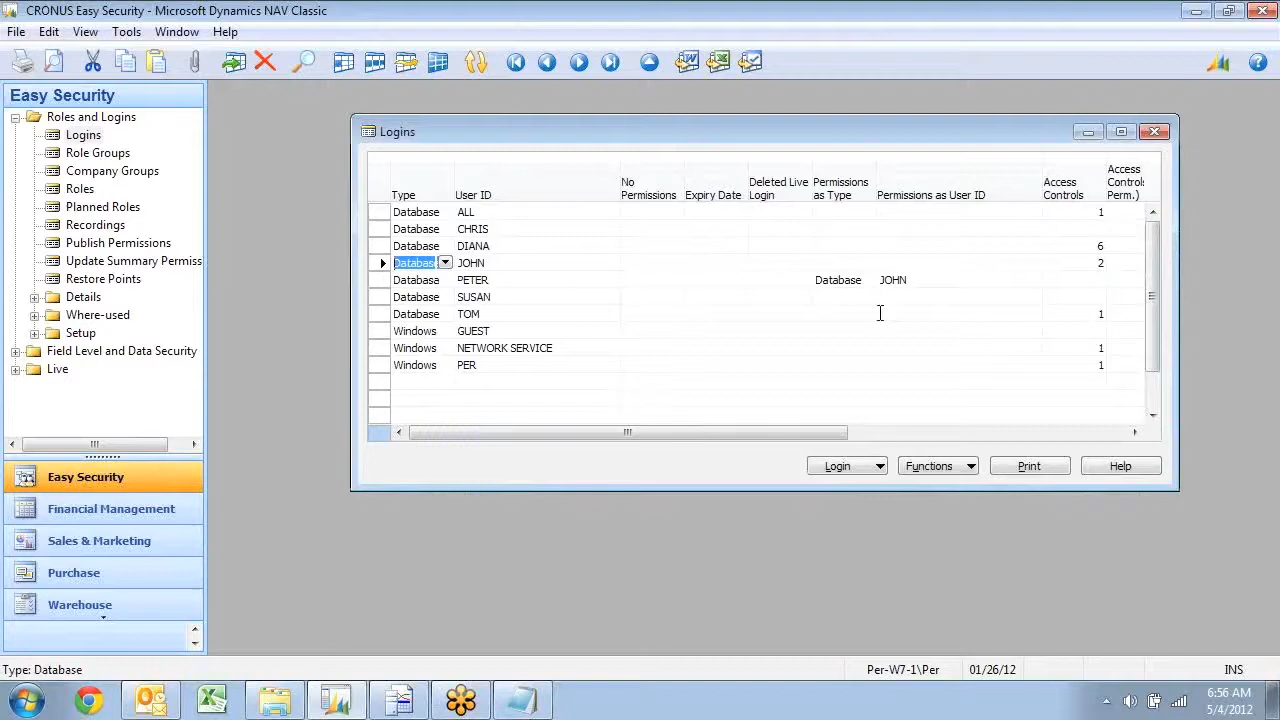 CRONUS Easy Security - Microsoft Dynamics NAV Classic
File Edit View Tools Window Help
Easy Security
Roles and Logins
Logins
Role Groups
Company Groups
Roles
Planned Roles
Recordings
Publish Permissions
Update Summary Permiss
Restore Points
Details
Where-used
Setup
Field Level and Data Security
Live
Easy Security
Financial Management
Sales & Marketing
Purchase
Warehouse
Logins
Type User ID No Permissions Expiry Date Deleted Live Login Permissions as Type Permissions as User ID Access Controls Access Control: Perm.)
Database ALL 1
Database CHRIS
Database DIANA 6
Database JOHN 2
Database PETER Database JOHN
Database SUSAN
Database TOM 1
Windows GUEST
Windows NETWORK SERVICE 1
Windows PER 1
Login Functions Print Help
Type: Database Per-W7-1\Per 01/26/12 INS
6:56 AM
5/4/2012